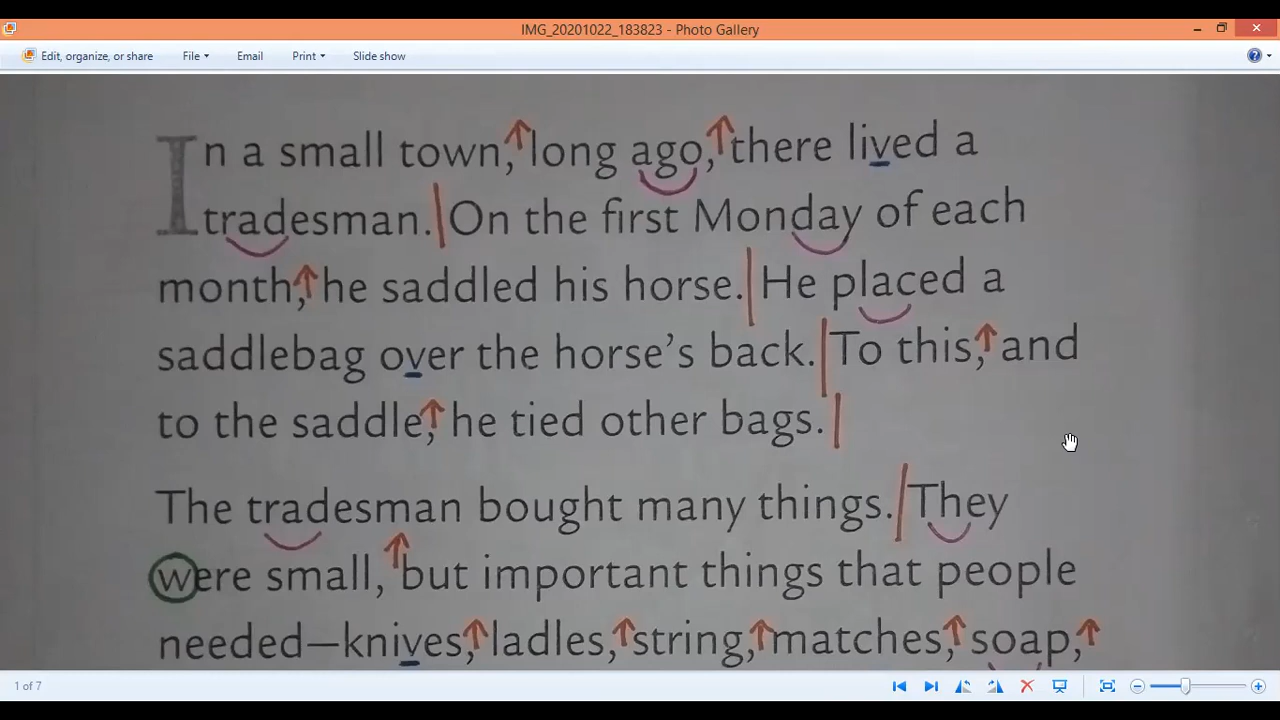 IMG_20201022_183823 - Photo Gallery
Edit, organize, or share File Print Email Slide show
In a small town, long ago, there lived a
tradesman. On the first Monday of each
month, he saddled his horse. He placed a
saddlebag over the horse's back. To this, and
to the saddle, he tied other bags.
The tradesman bought many things. They
were small, but important things that people
needed—knives, ladles, string, matches, soap,
1 of 7